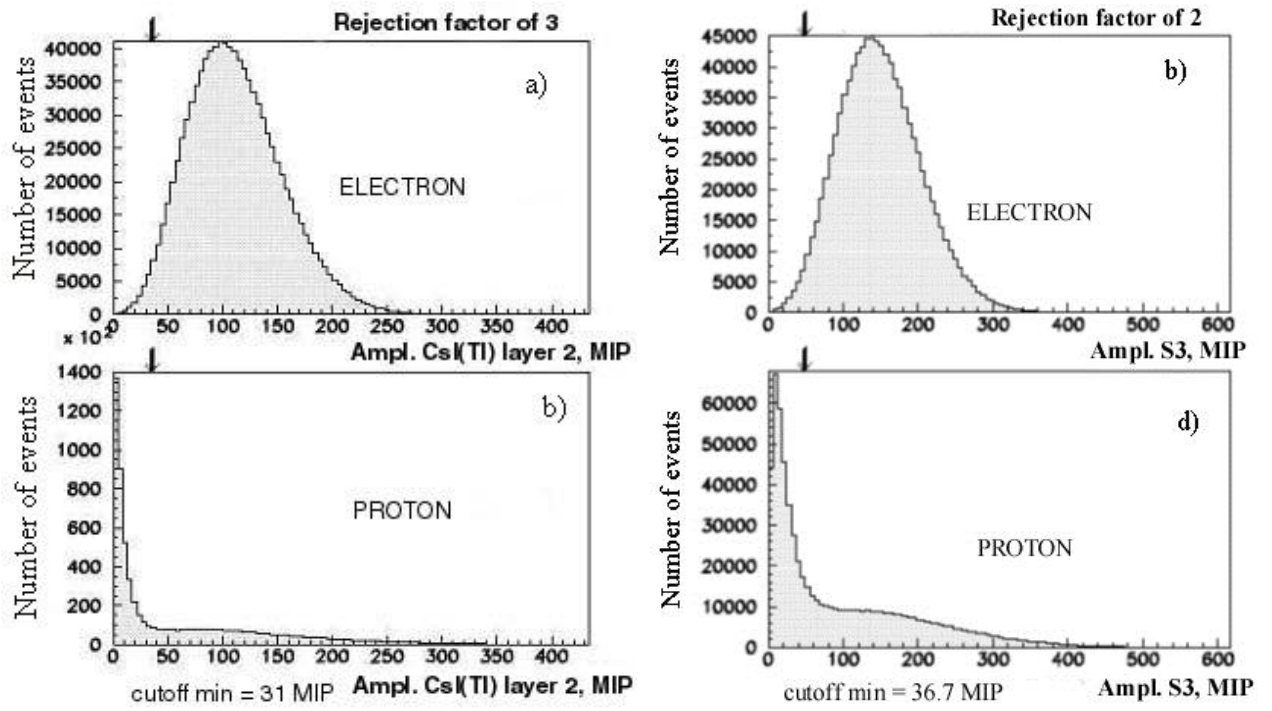 Rejection factor of 3
Number of events
40000
35000
30000
25000
20000
15000
10000
5000
0
a)
ELECTRON
0 50 100 150 200 250 300 350 400
Ampl. CsI(Tl) layer 2, MIP
Rejection factor of 2
Number of events
45000
40000
35000
30000
25000
20000
15000
10000
5000
0
b)
ELECTRON
0 100 200 300 400 500 600
Ampl. S3, MIP
× 10²
Number of events
1400
1200
1000
800
600
400
200
0
b)
PROTON
0 50 100 150 200 250 300 350 400
cutoff min = 31 MIP
Ampl. CsI(Tl) layer 2, MIP
Number of events
60000
50000
40000
30000
20000
10000
0
d)
PROTON
0 100 200 300 400 500 600
cutoff min = 36.7 MIP
Ampl. S3, MIP